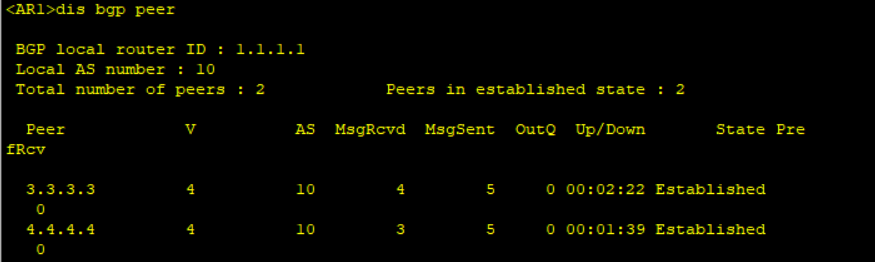 <AR1>dis bgp peer
BGP local router ID : 1.1.1.1
Local AS number : 10
Total number of peers : 2 Peers in established state : 2
Peer V AS MsgRcvd MsgSent OutQ Up/Down State Pre
fRcv
3.3.3.3 4 10 4 5 0 00:02:22 Established
0
4.4.4.4 4 10 3 5 0 00:01:39 Established
0